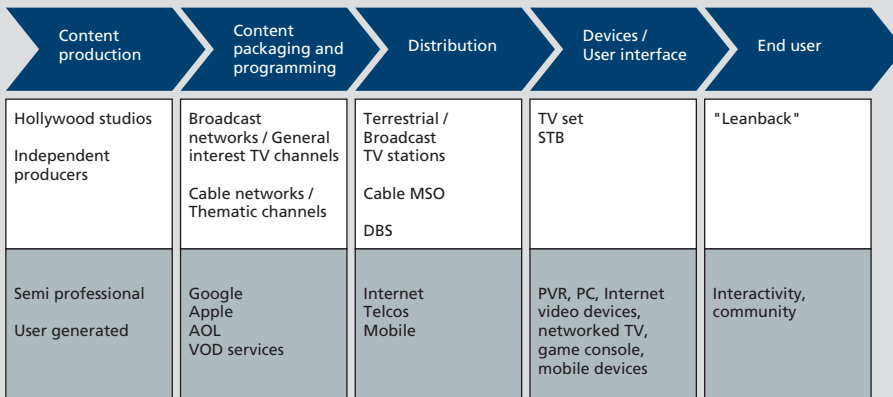 Content
production
Content
packaging and
programming
Distribution
Devices /
User interface
End user
Hollywood studios
Independent
producers
Broadcast
networks / General
interest TV channels
Cable networks /
Thematic channels
Terrestrial /
Broadcast
TV stations
Cable MSO
DBS
TV set
STB
"Leanback"
Semi professional
User generated
Google
Apple
AOL
VOD services
Internet
Telcos
Mobile
PVR, PC, Internet
video devices,
networked TV,
game console,
mobile devices
Interactivity,
community